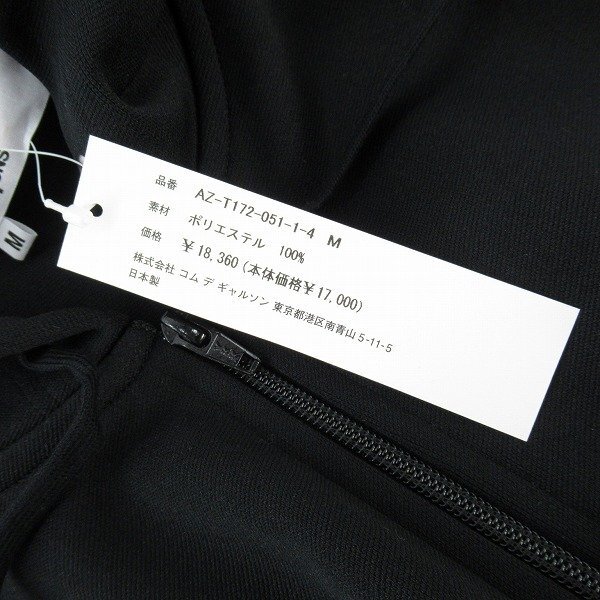 品番 AZ-T172-051-1-4 M
素材 ポリエステル 100%
価格 ¥18,360(本体価格¥17,000)
株式会社 コム デ ギャルソン 東京都港区南青山5-11-5
日本製
M